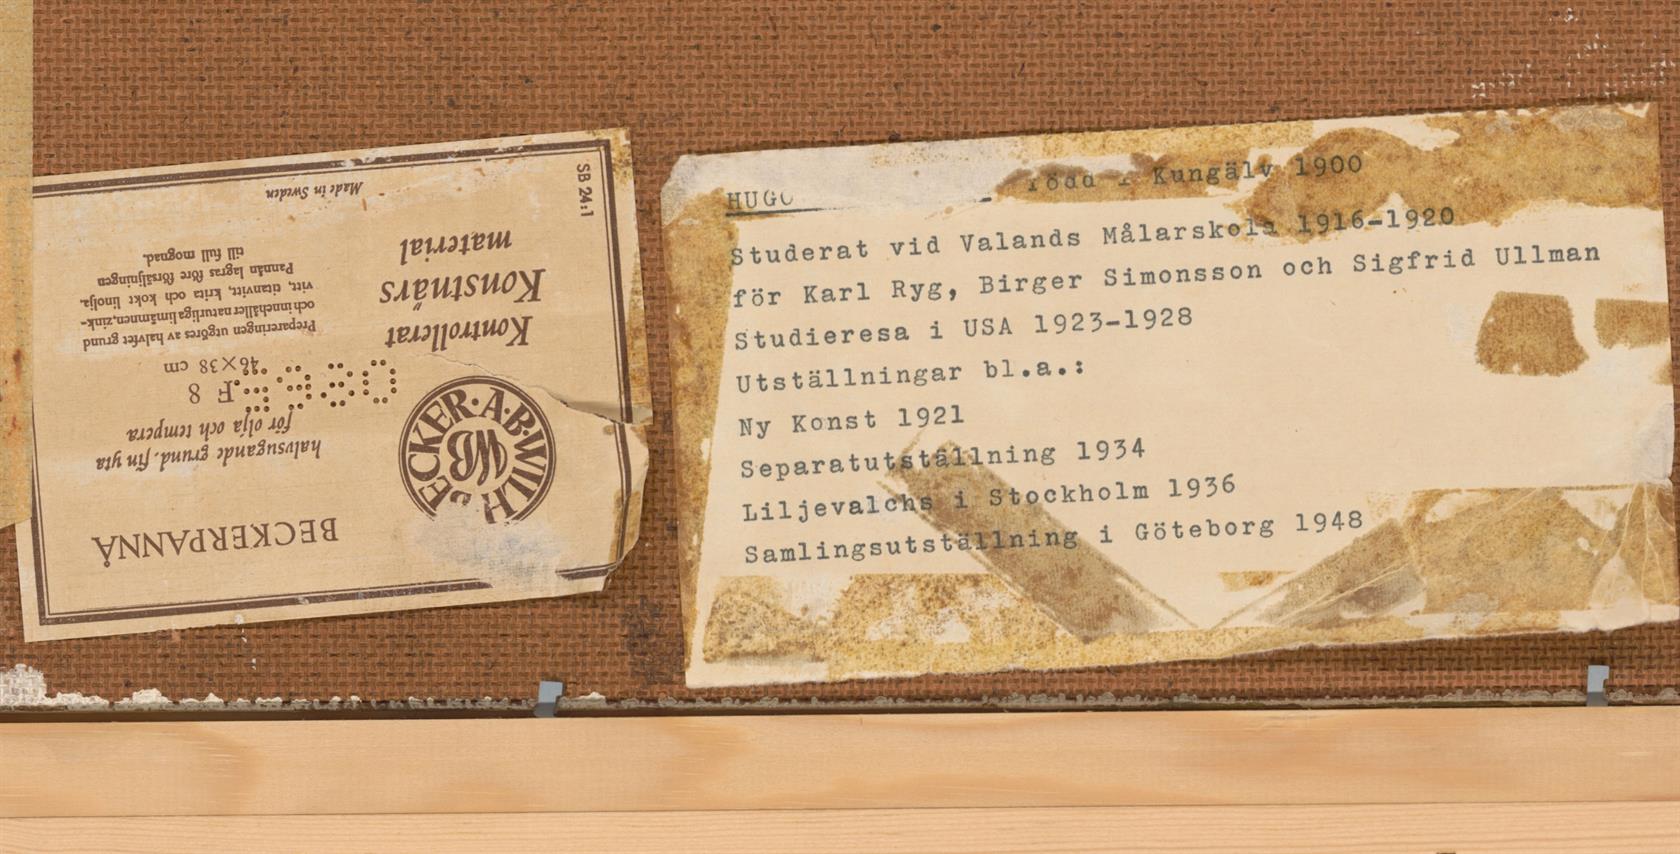 BECKERPANNÅ
halvsugande grund. fin yta
för olja och tempera
F 8
46×38 cm
Prepareringen utgöres av halvfet grund
och innehåller naturliga limämnen, zink-
vitt, titanvitt, krita och kokt linolja.
Pannån lagras före försäljningen
till full mognad.
BECKER·A·B·WILH
Kontrollerat
Konstnärs
material
Made in Sweden
SB 24:1
HUGO Kungälv 1900
Studerat vid Valands Målarskola 1916-1920
för Karl Ryg, Birger Simonsson och Sigfrid Ullman
Studieresa i USA 1923-1928
Utställningar bl.a.:
Ny Konst 1921
Separatutställning 1934
Liljevalchs i Stockholm 1936
Samlingsutställning i Göteborg 1948